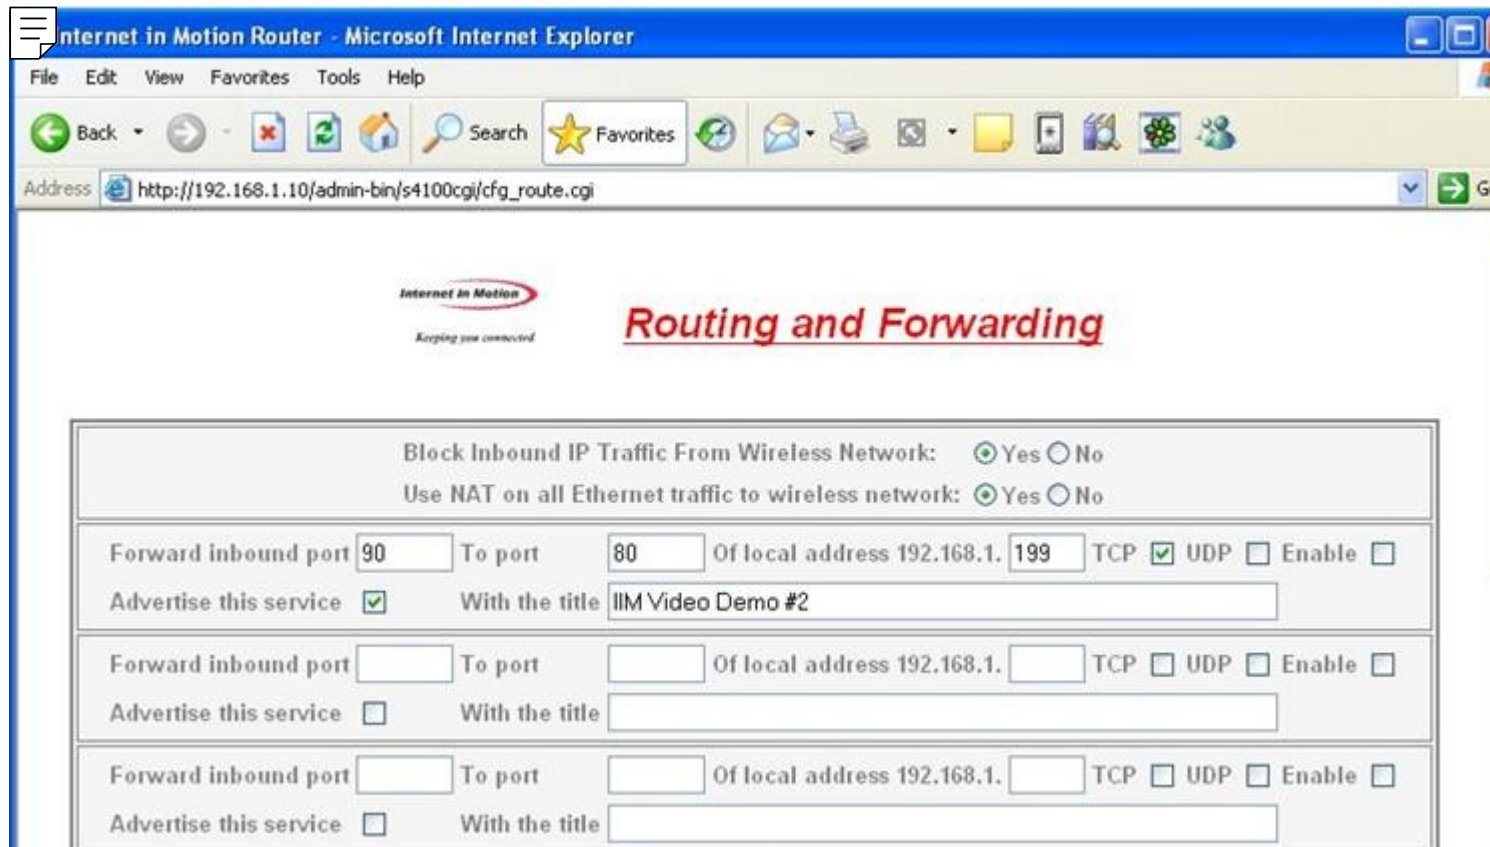 nternet in Motion Router - Microsoft Internet Explorer
File Edit View Favorites Tools Help
Back Search Favorites
Address http://192.168.1.10/admin-bin/s4100cgi/cfg_route.cgi G
Internet in Motion
Keeping you connected
Routing and Forwarding
Block Inbound IP Traffic From Wireless Network: Yes No
Use NAT on all Ethernet traffic to wireless network: Yes No
Forward inbound port 90 To port 80 Of local address 192.168.1. 199 TCP UDP Enable
Advertise this service With the title IIM Video Demo #2
Forward inbound port To port Of local address 192.168.1. TCP UDP Enable
Advertise this service With the title
Forward inbound port To port Of local address 192.168.1. TCP UDP Enable
Advertise this service With the title